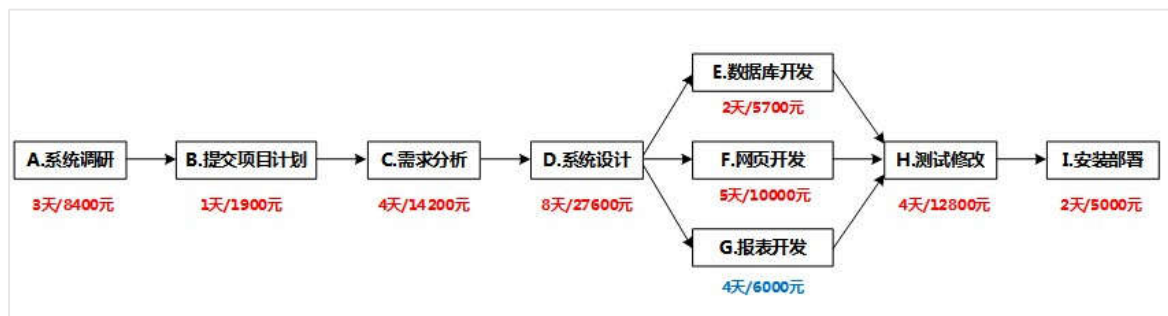 E.数据库开发
2天/5700元
A.系统调研
B.提交项目计划
C.需求分析
D.系统设计
F.网页开发
H.测试修改
I.安装部署
3天/8400元
1天/1900元
4天/14200元
8天/27600元
5天/10000元
4天/12800元
2天/5000元
G.报表开发
4天/6000元